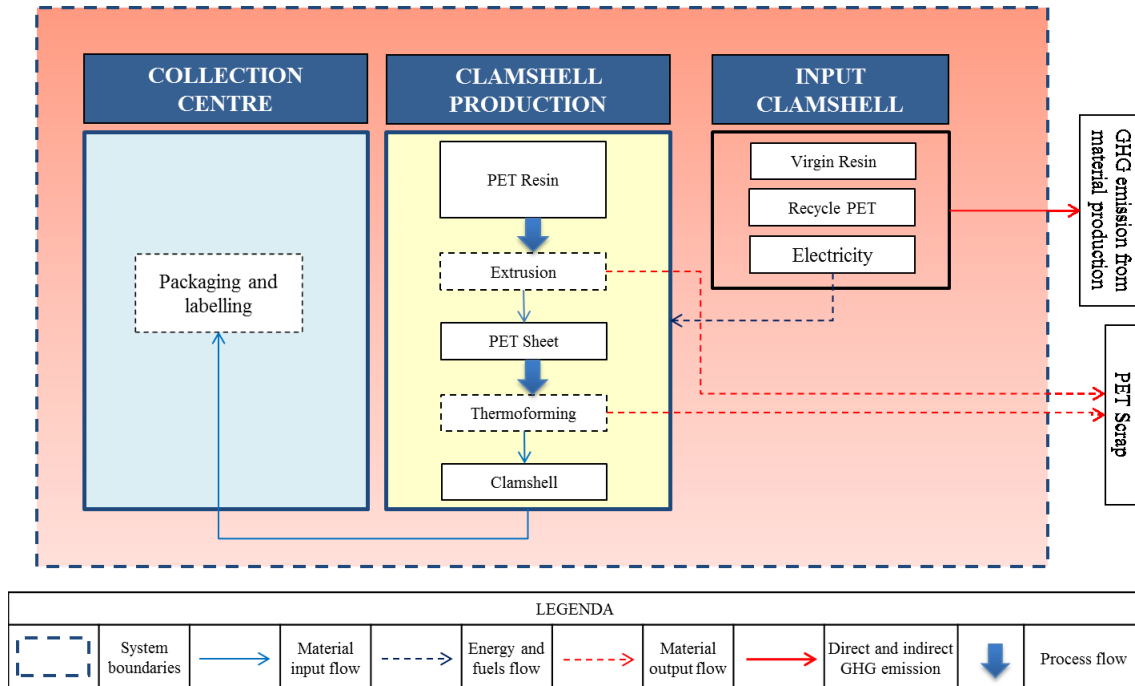 COLLECTION
CENTRE
CLAMSHELL
PRODUCTION
INPUT
CLAMSHELL
Packaging and
labelling
PET Resin
Extrusion
PET Sheet
Thermoforming
Clamshell
Virgin Resin
Recycle PET
Electricity
GHG emission from
material production
PET Scrap
LEGENDA
System
boundaries
Material
input flow
Energy and
fuels flow
Material
output flow
Direct and indirect
GHG emission
Process flow